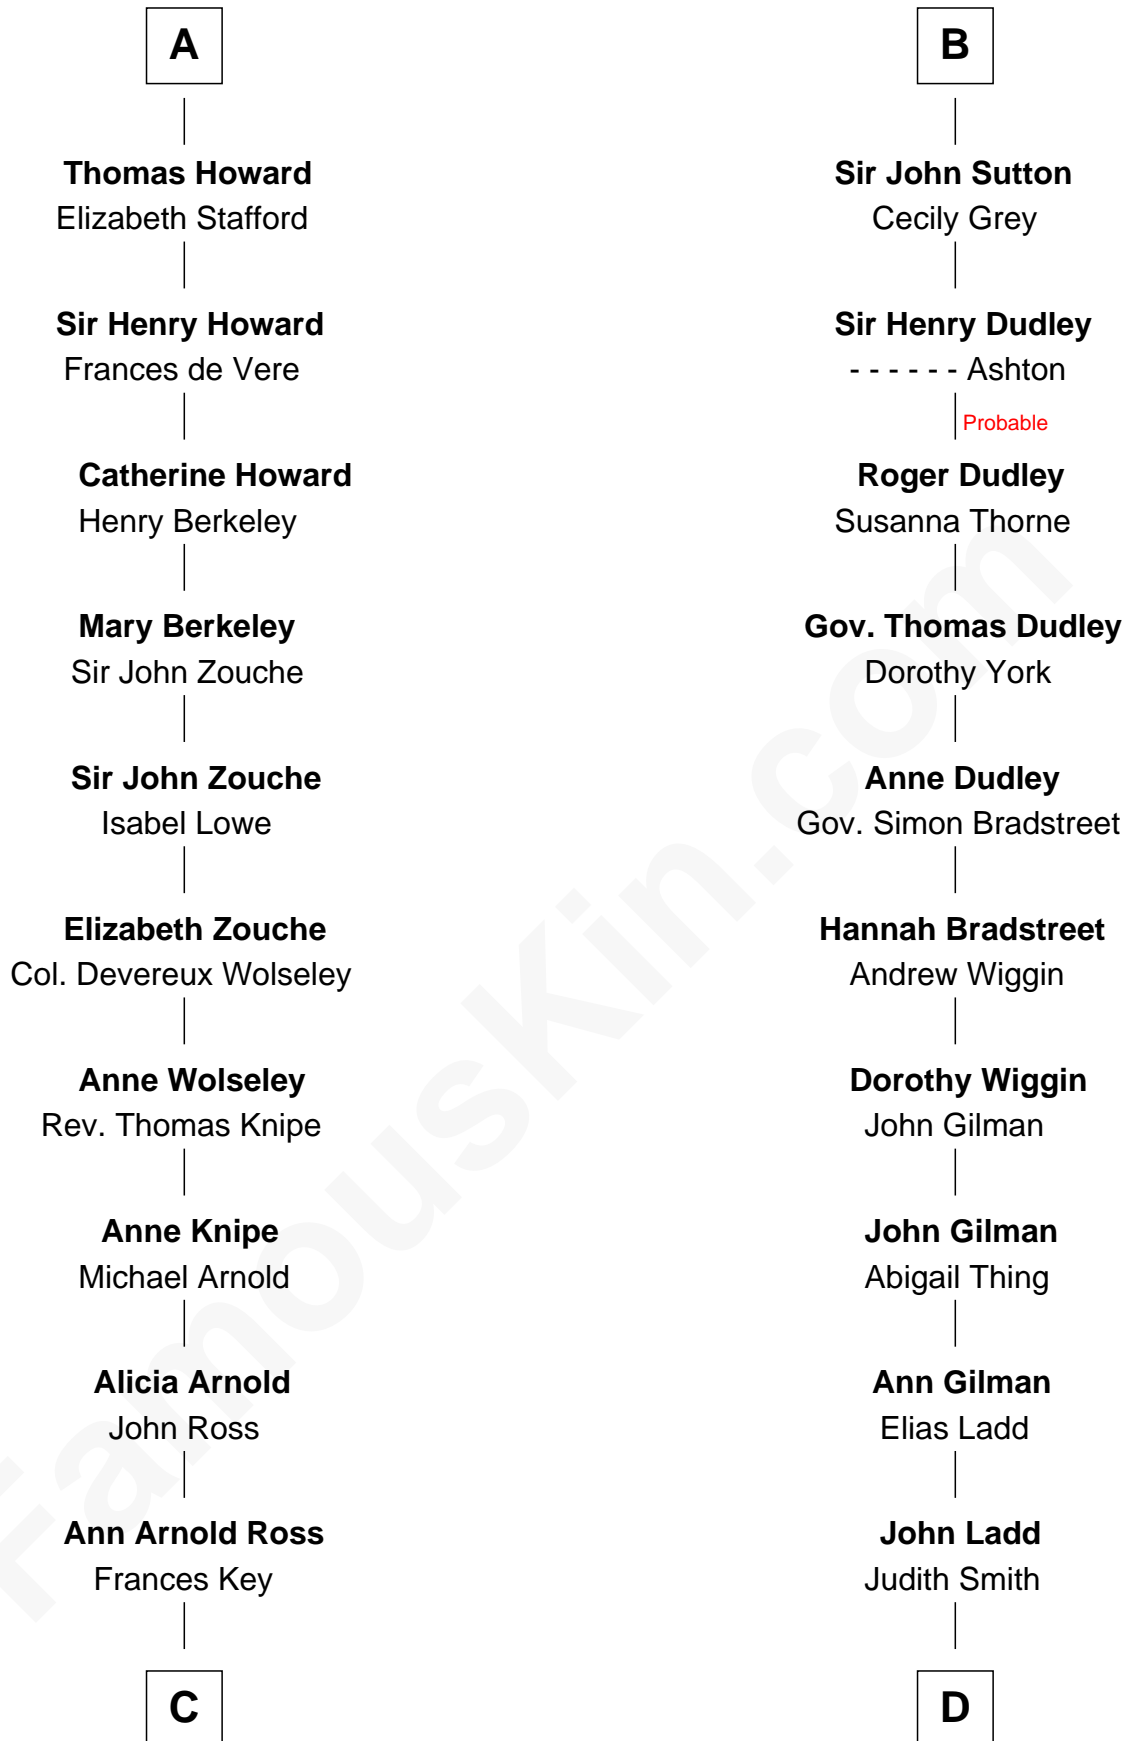 A
Thomas Howard
Elizabeth Stafford
Sir Henry Howard
Frances de Vere
Catherine Howard
Henry Berkeley
Mary Berkeley
Sir John Zouche
Sir John Zouche
Isabel Lowe
Elizabeth Zouche
Col. Devereux Wolseley
Anne Wolseley
Rev. Thomas Knipe
Anne Knipe
Michael Arnold
Alicia Arnold
John Ross
Ann Arnold Ross
Frances Key
C
B
Sir John Sutton
Cecily Grey
Sir Henry Dudley
- - - - - - Ashton
Probable
Roger Dudley
Susanna Thorne
Gov. Thomas Dudley
Dorothy York
Anne Dudley
Gov. Simon Bradstreet
Hannah Bradstreet
Andrew Wiggin
Dorothy Wiggin
John Gilman
John Gilman
Abigail Thing
Ann Gilman
Elias Ladd
John Ladd
Judith Smith
D
FamousKin.com